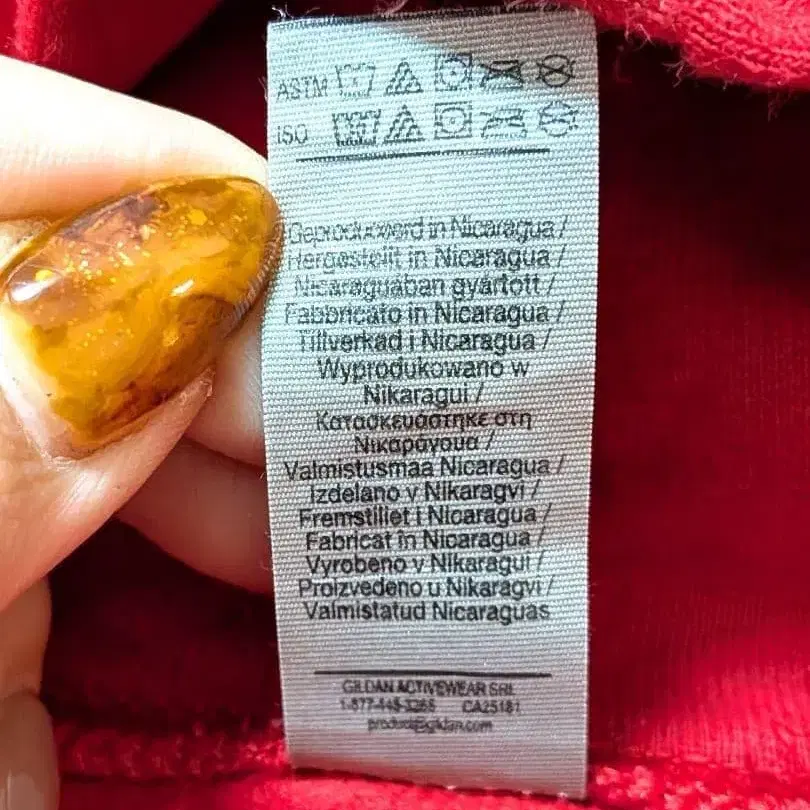 ASTM
ISO
Geproduceerd in Nicaragua /
Hergestellt in Nicaragua /
Nicaraguában gyártott /
Fabbricato in Nicaragua /
Tillverkad i Nicaragua /
Wyprodukowano w
Nikaragui /
Κατασκευάστηκε στη
Νικαράγουα /
Valmistusmaa Nicaragua /
Izdelano v Nikaragvi /
Fremstillet i Nicaragua /
Fabricat în Nicaragua /
Vyrobeno v Nikaragui /
Proizvedeno u Nikaragvi /
Valmistatud Nicaraguas
GILDAN ACTIVEWEAR SRL
1-877-445-3265 CA25181
product@gildan.com